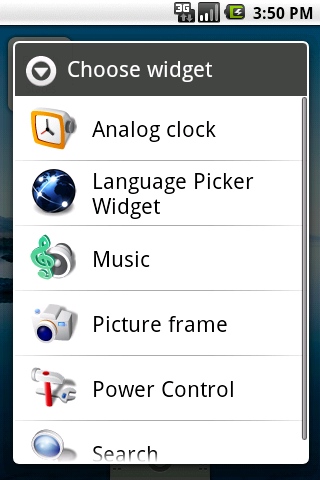 3G
3:50 PM
Choose widget
Analog clock
Language Picker
Widget
Music
Picture frame
Power Control
Search